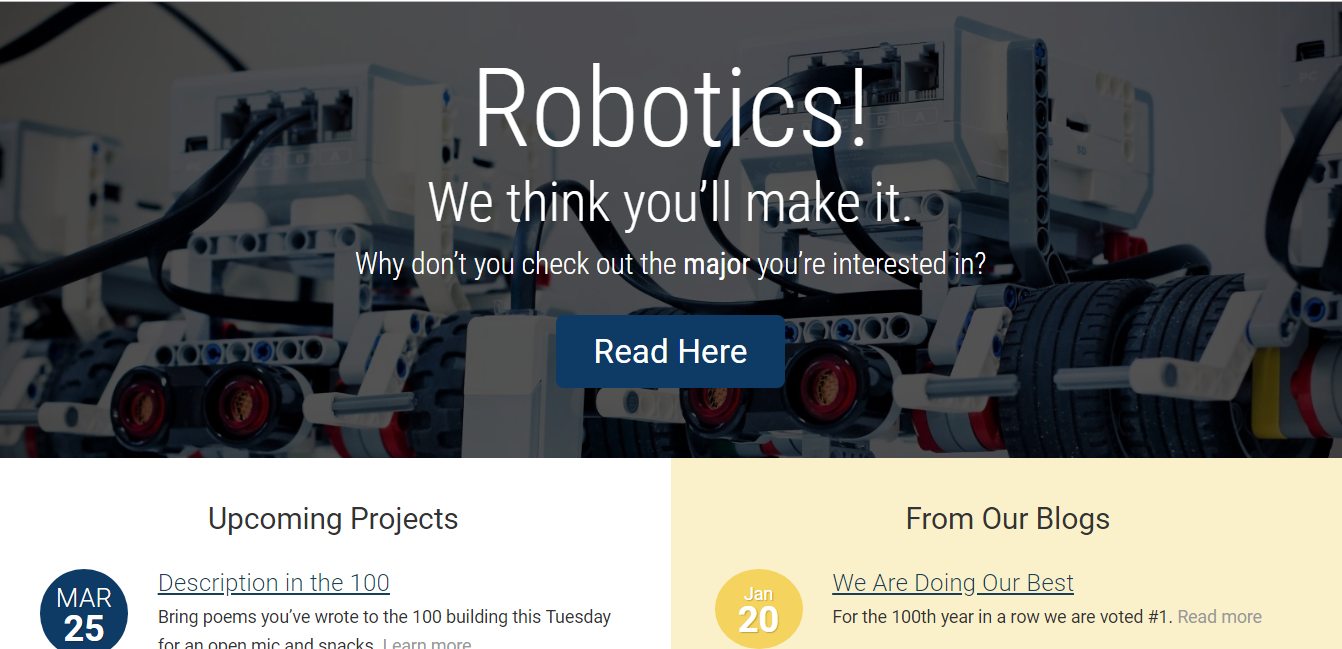 Robotics!
We think you’ll make it.
Why don’t you check out the major you’re interested in?
Read Here
Upcoming Projects
MAR
25
Description in the 100
Bring poems you’ve wrote to the 100 building this Tuesday
for an open mic and snacks. Learn more
From Our Blogs
Jan
20
We Are Doing Our Best
For the 100th year in a row we are voted #1. Read more